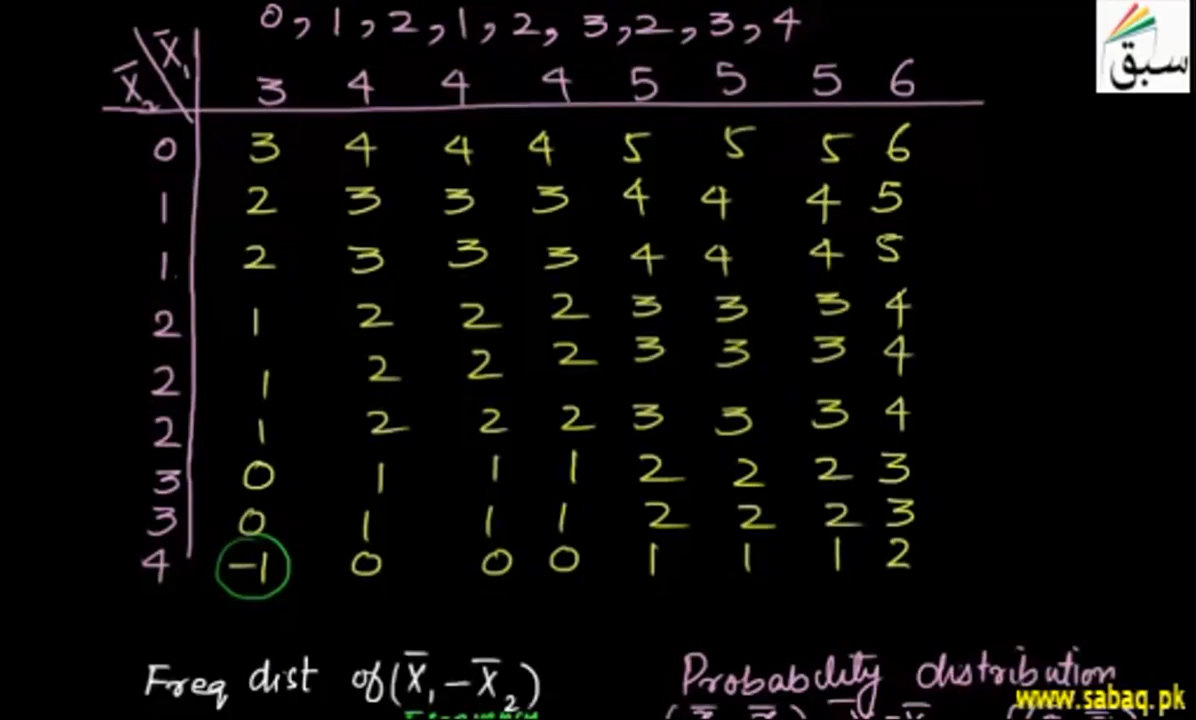 0, 1, 2, 1, 2, 3, 2, 3, 4
سبق
X̄₂ \ X̄₁ 3 4 4 4 5 5 5 6
0 3 4 4 4 5 5 5 6
1 2 3 3 3 4 4 4 5
1 2 3 3 3 4 4 4 5
2 1 2 2 2 3 3 3 4
2 1 2 2 2 3 3 3 4
2 1 2 2 2 3 3 3 4
3 0 1 1 1 2 2 2 3
3 0 1 1 1 2 2 2 3
4 -1 0 0 0 1 1 1 2
Freq dist of (X̄₁ - X̄₂)
Probability distribution
www.sabaq.pk